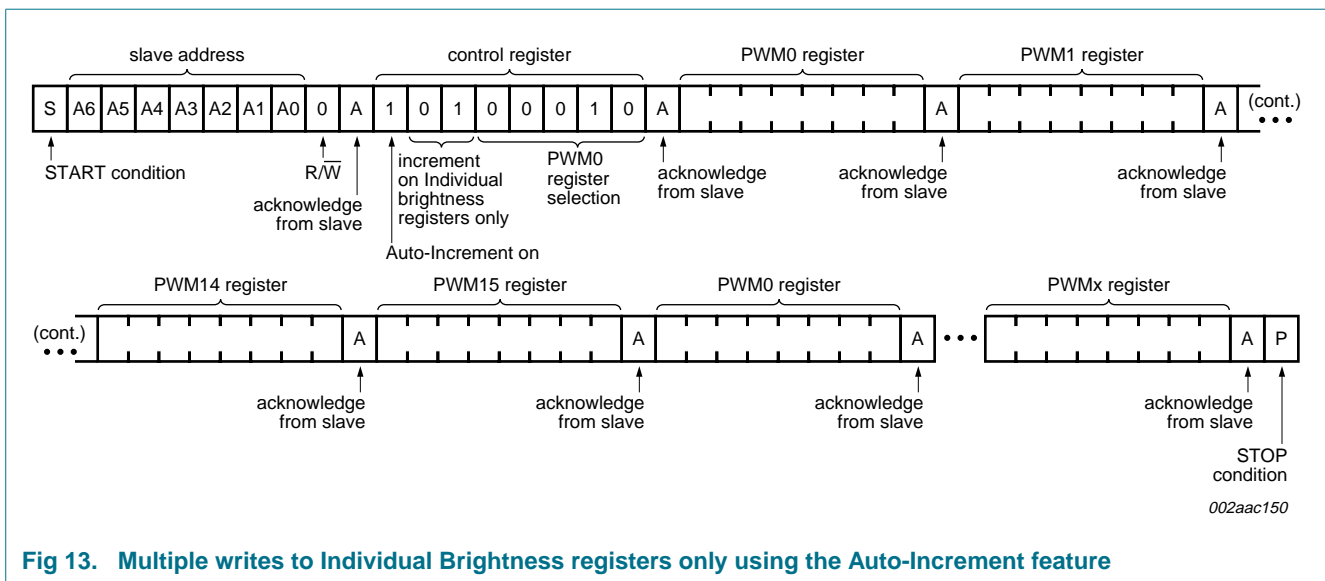 slave address
control register
PWM0 register
PWM1 register
S A6 A5 A4 A3 A2 A1 A0 0 A 1 0 1 0 0 0 1 0 A A A (cont.)
START condition
R/W̅
acknowledge
from slave
increment
on Individual
brightness
registers only
PWM0
register
selection
acknowledge
from slave
acknowledge
from slave
acknowledge
from slave
Auto-Increment on
PWM14 register
PWM15 register
PWM0 register
PWMx register
(cont.) A A A A P
acknowledge
from slave
acknowledge
from slave
acknowledge
from slave
acknowledge
from slave
STOP
condition
002aac150
Fig 13. Multiple writes to Individual Brightness registers only using the Auto-Increment feature